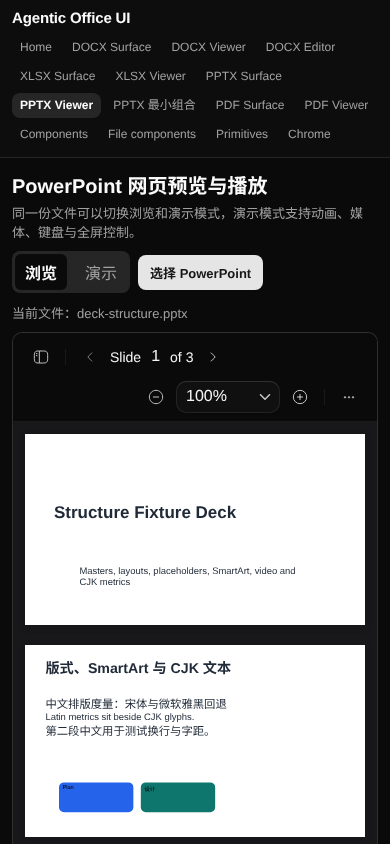 Agentic Office UI
Home DOCX Surface DOCX Viewer DOCX Editor
XLSX Surface XLSX Viewer PPTX Surface
PPTX Viewer PPTX 最小组合 PDF Surface PDF Viewer
Components File components Primitives Chrome
PowerPoint 网页预览与播放
同一份文件可以切换浏览和演示模式，演示模式支持动画、媒
体、键盘与全屏控制。
浏览 演示 选择 PowerPoint
当前文件：deck-structure.pptx
Slide 1 of 3
100%
Structure Fixture Deck
Masters, layouts, placeholders, SmartArt, video and
CJK metrics
版式、SmartArt 与 CJK 文本
中文排版度量：宋体与微软雅黑回退
Latin metrics sit beside CJK glyphs.
第二段中文用于测试换行与字距。
Plan 设计